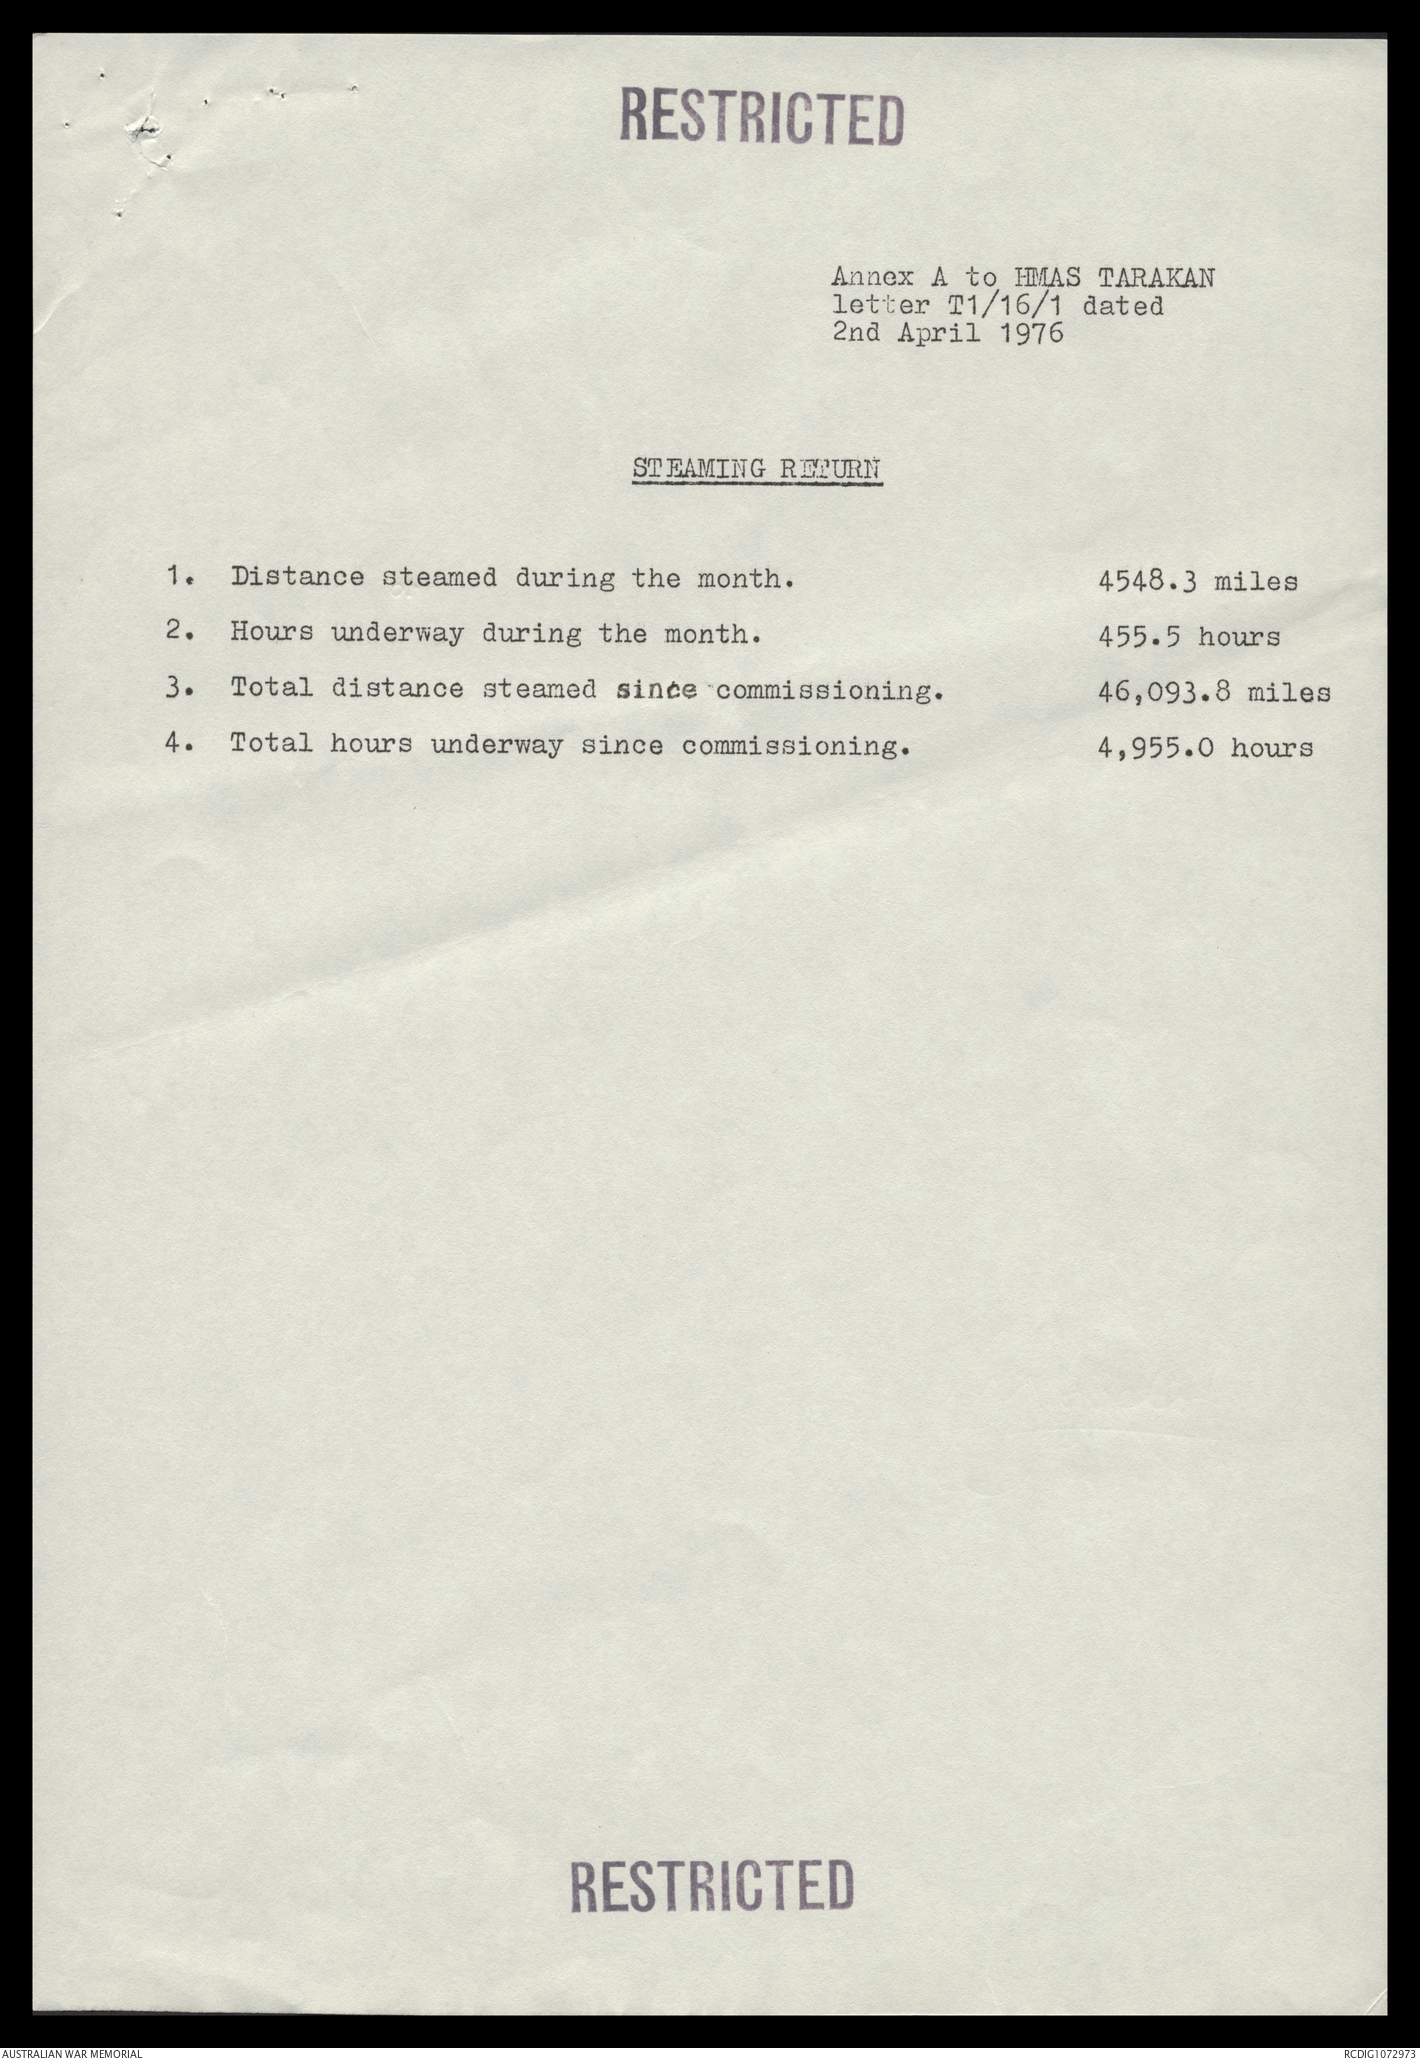 RESTRICTED
Annex A to HMAS TARAKAN
letter T1/16/1 dated
2nd April 1976
STEAMING RETURN
1. Distance steamed during the month. 4548.3 miles
2. Hours underway during the month. 455.5 hours
3. Total distance steamed since commissioning. 46,093.8 miles
4. Total hours underway since commissioning. 4,955.0 hours
RESTRICTED
AUSTRALIAN WAR MEMORIAL RCDIG1072973